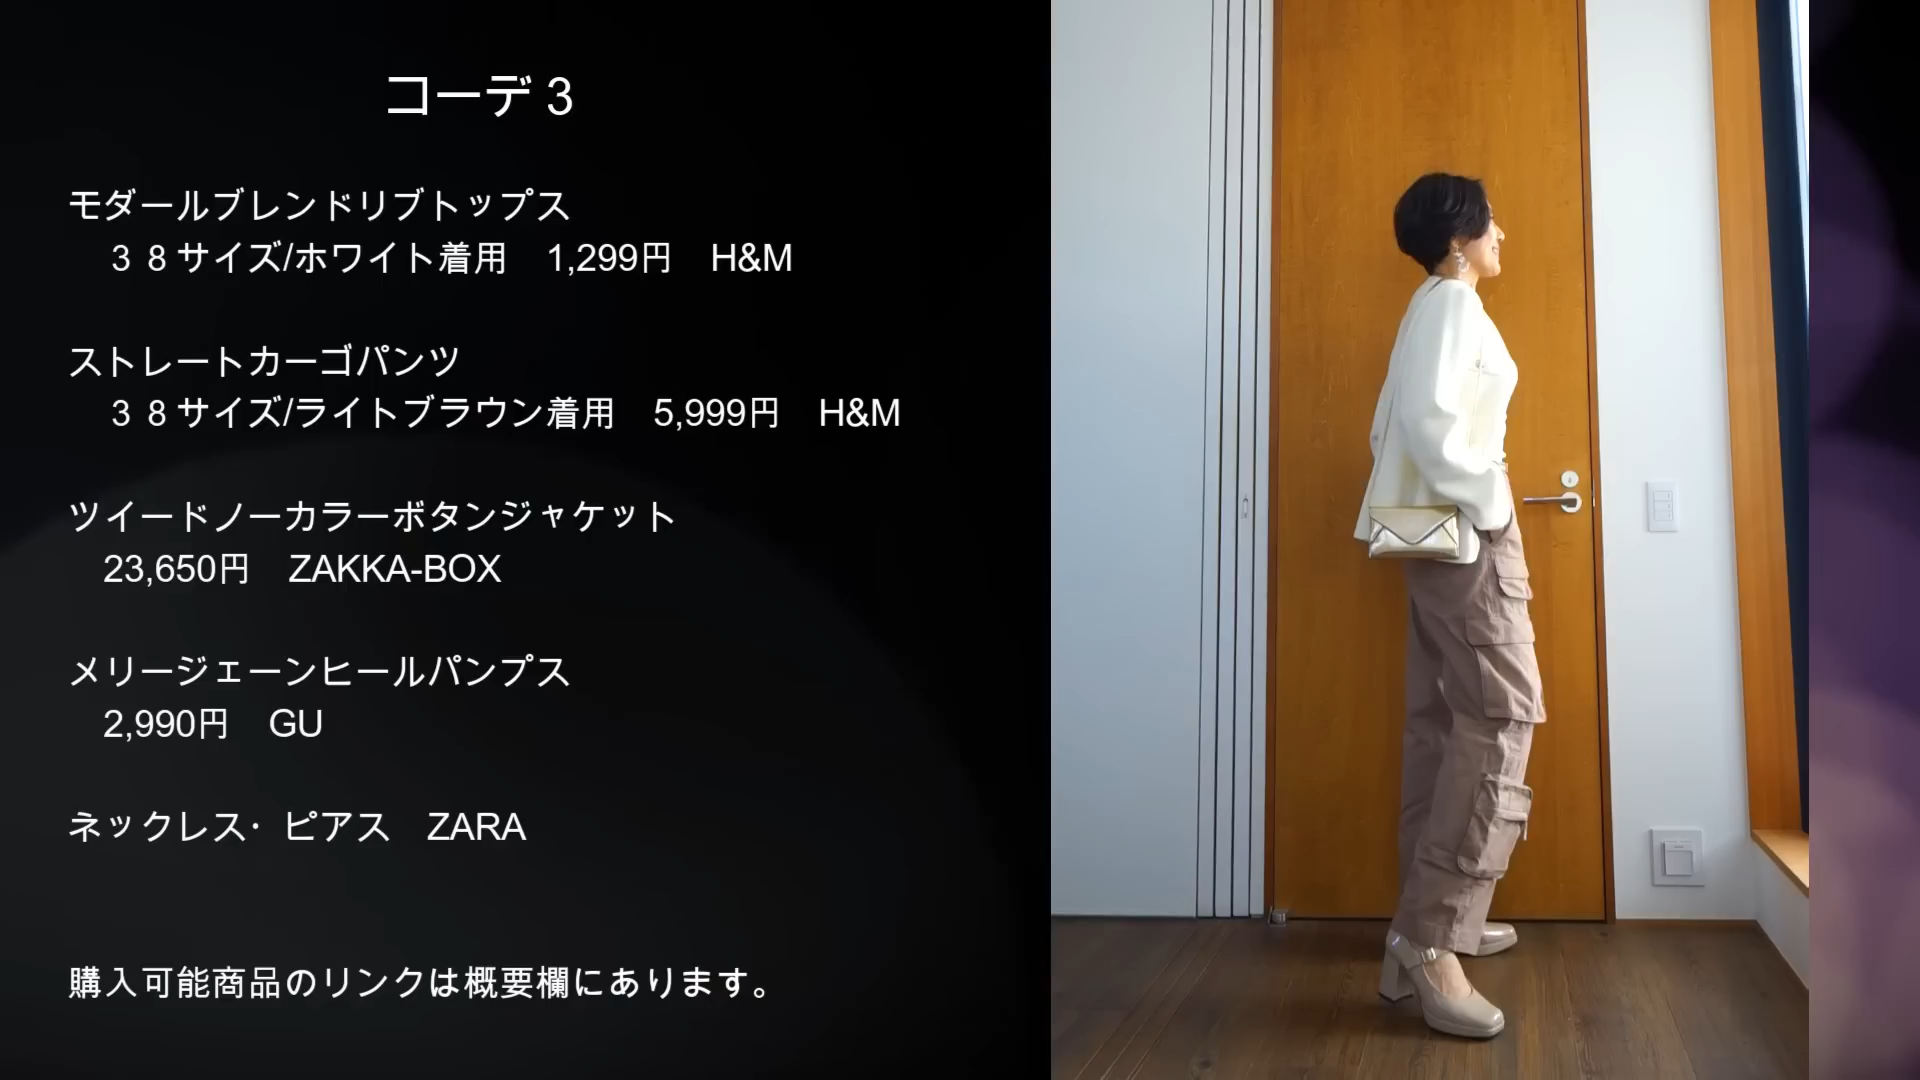 コーデ３
モダールブレンドリブトップス
３８サイズ/ホワイト着用　1,299円　H&M
ストレートカーゴパンツ
３８サイズ/ライトブラウン着用　5,999円　H&M
ツイードノーカラーボタンジャケット
23,650円　ZAKKA-BOX
メリージェーンヒールパンプス
2,990円　GU
ネックレス・ピアス　ZARA
購入可能商品のリンクは概要欄にあります。